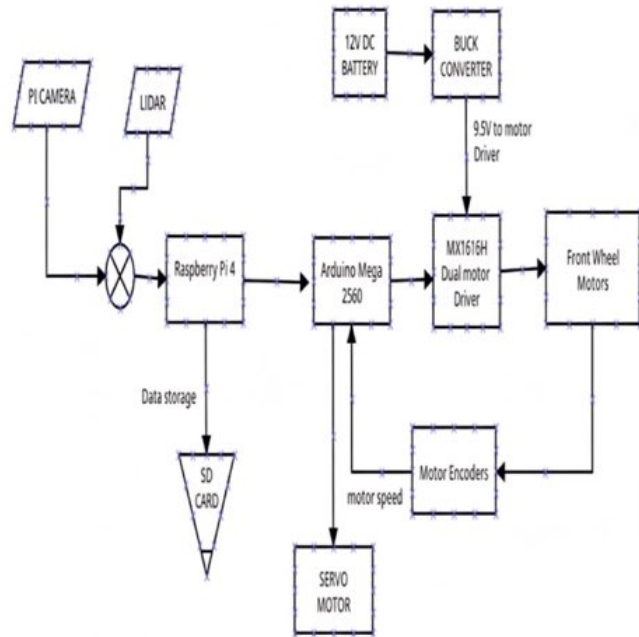 12V DC
BATTERY
BUCK
CONVERTER
PI CAMERA
LIDAR
9.5V to motor
Driver
Raspberry Pi 4
Arduino Mega
2560
MX1616H
Dual motor
Driver
Front Wheel
Motors
Data storage
SD
CARD
motor speed
Motor Encoders
SERVO
MOTOR